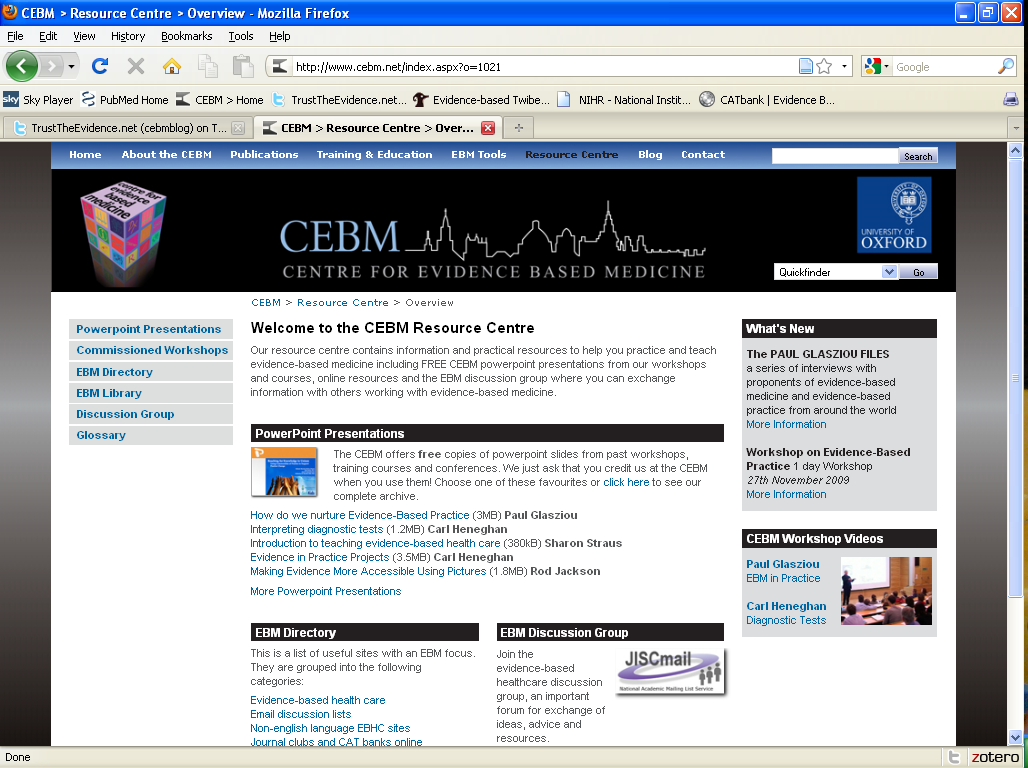 CEBM > Resource Centre > Overview - Mozilla Firefox
File Edit View History Bookmarks Tools Help
http://www.cebm.net/index.aspx?o=1021
Google
sky Sky Player PubMed Home CEBM > Home TrustTheEvidence.net... Evidence-based Twibe... NIHR - National Instit... CATbank | Evidence B...
TrustTheEvidence.net (cebmblog) on T... CEBM > Resource Centre > Over...
Home About the CEBM Publications Training & Education EBM Tools Resource Centre Blog Contact Search
centre for evidence based medicine
CEBM
CENTRE FOR EVIDENCE BASED MEDICINE
UNIVERSITY OF
OXFORD
Quickfinder Go
CEBM > Resource Centre > Overview
Powerpoint Presentations
Commissioned Workshops
EBM Directory
EBM Library
Discussion Group
Glossary
Welcome to the CEBM Resource Centre
Our resource centre contains information and practical resources to help you practice and teach
evidence-based medicine including FREE CEBM powerpoint presentations from our workshops
and courses, online resources and the EBM discussion group where you can exchange
information with others working with evidence-based medicine.
PowerPoint Presentations
The CEBM offers free copies of powerpoint slides from past workshops,
training courses and conferences. We just ask that you credit us at the CEBM
when you use them! Choose one of these favourites or click here to see our
complete archive.
How do we nurture Evidence-Based Practice (3MB) Paul Glasziou
Interpreting diagnostic tests (1.2MB) Carl Heneghan
Introduction to teaching evidence-based health care (380kB) Sharon Straus
Evidence in Practice Projects (3.5MB) Carl Heneghan
Making Evidence More Accessible Using Pictures (1.8MB) Rod Jackson
More Powerpoint Presentations
EBM Directory
This is a list of useful sites with an EBM focus.
They are grouped into the following
categories:
Evidence-based health care
Email discussion lists
Non-english language EBHC sites
Journal clubs and CAT banks online
EBM Discussion Group
Join the
evidence-based
healthcare discussion
group, an important
forum for exchange of
ideas, advice and
resources.
JISCmail
National Academic Mailing List Service
What's New
The PAUL GLASZIOU FILES
a series of interviews with
proponents of evidence-based
medicine and evidence-based
practice from around the world
More Information
Workshop on Evidence-Based
Practice 1 day Workshop
27th November 2009
More Information
CEBM Workshop Videos
Paul Glasziou
EBM in Practice
Carl Heneghan
Diagnostic Tests
Done
zotero